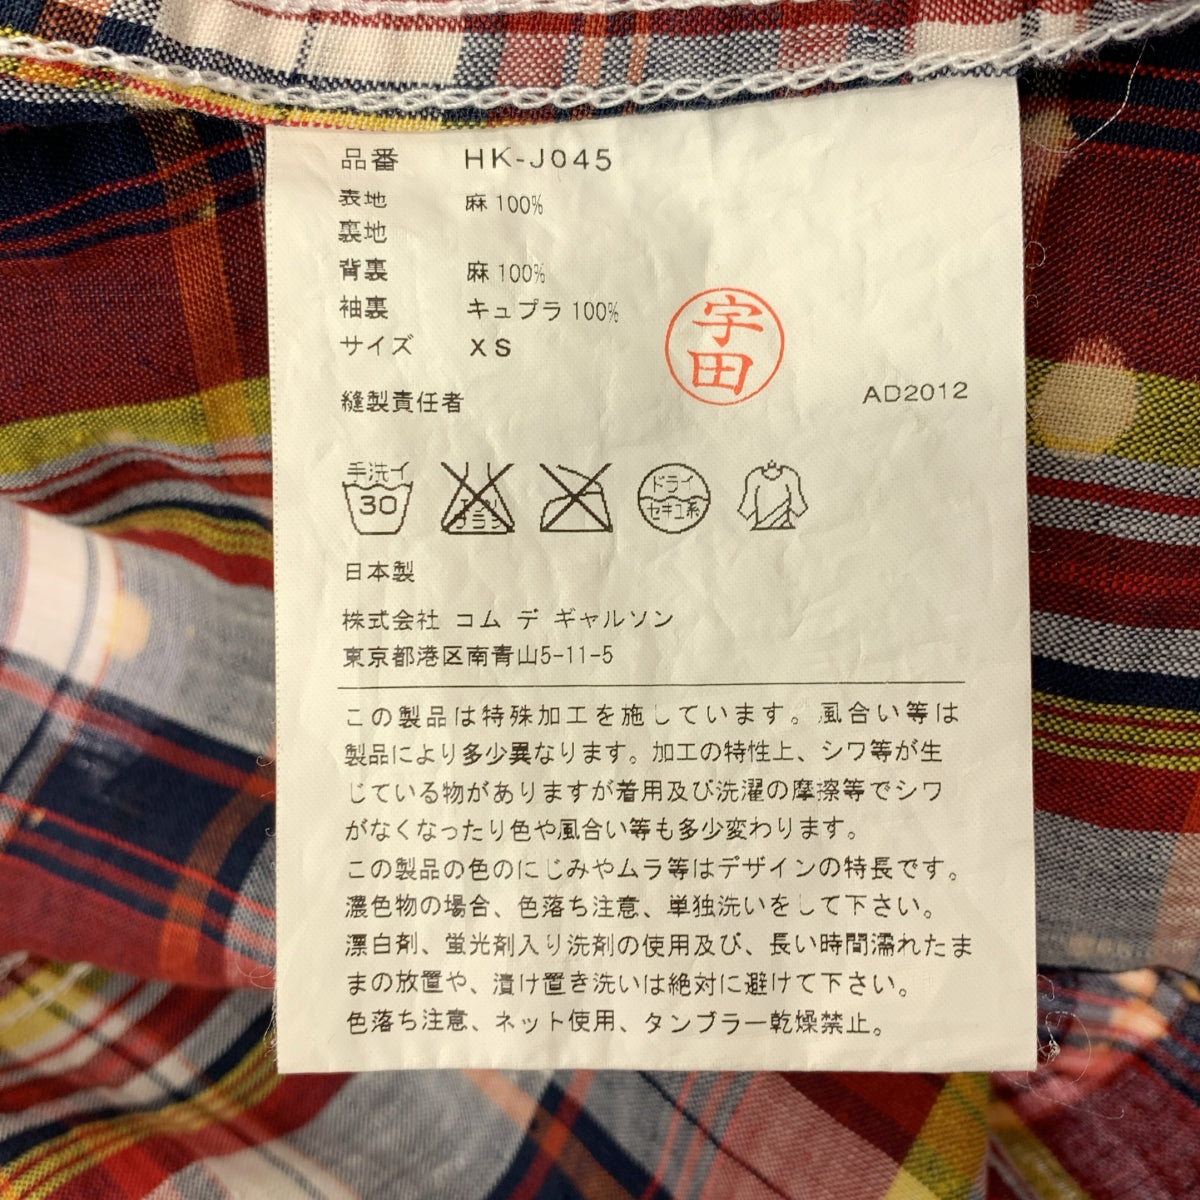 品番 HK-J045
表地 麻 100%
裏地
背裏 麻 100%
袖裏 キュプラ 100%
サイズ XS
宇田
縫製責任者
AD2012
手洗イ
30
エンソ
サラシ
ドライ
セキユ系
日本製
株式会社 コム デ ギャルソン
東京都港区南青山5-11-5
この製品は特殊加工を施しています。風合い等は
製品により多少異なります。加工の特性上、シワ等が生
じている物がありますが着用及び洗濯の摩擦等でシワ
がなくなったり色や風合い等も多少変わります。
この製品の色のにじみやムラ等はデザインの特長です。
濃色物の場合、色落ち注意、単独洗いをして下さい。
漂白剤、蛍光剤入り洗剤の使用及び、長い時間濡れたま
まの放置や、漬け置き洗いは絶対に避けて下さい。
色落ち注意、ネット使用、タンブラー乾燥禁止。